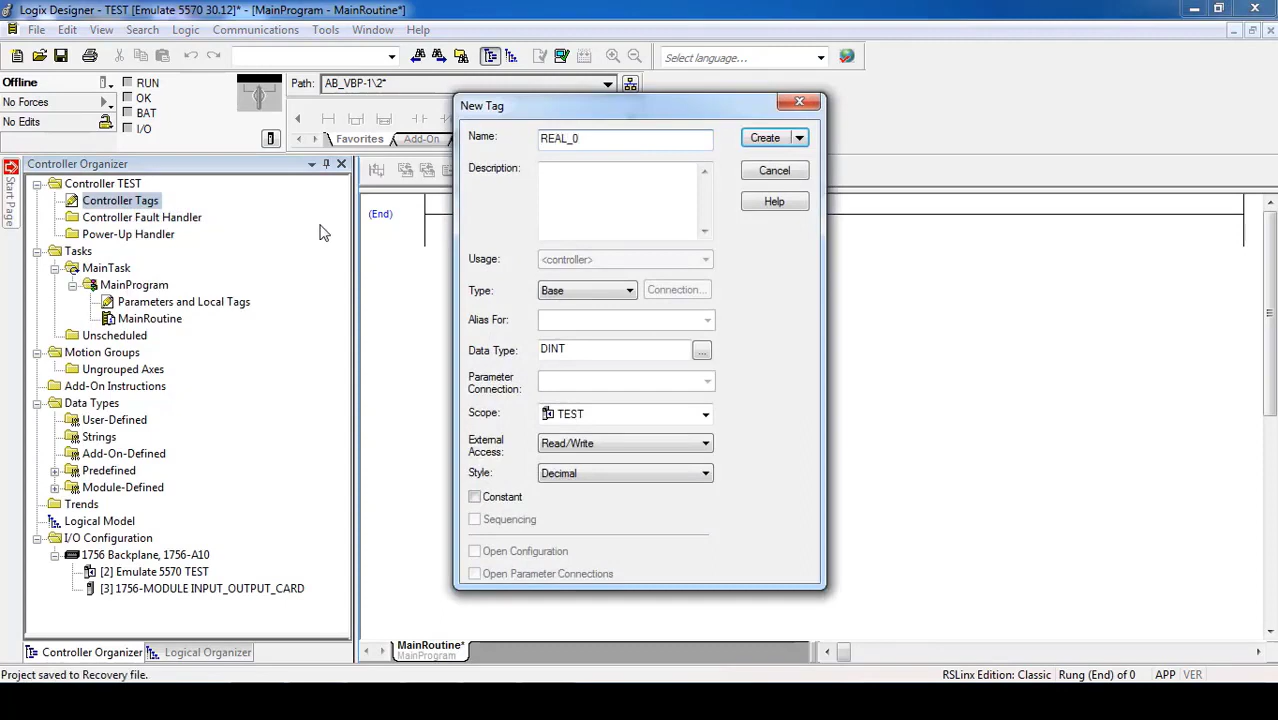 Logix Designer - TEST [Emulate 5570 30.12]* - [MainProgram - MainRoutine*]
File Edit View Search Logic Communications Tools Window Help
Select language...
Offline
RUN
No Forces
OK
No Edits
BAT
I/O
Path: AB_VBP-1\2*
Favorites
Add-On
Start Page
Controller Organizer
Controller TEST
Controller Tags
Controller Fault Handler
Power-Up Handler
Tasks
MainTask
MainProgram
Parameters and Local Tags
MainRoutine
Unscheduled
Motion Groups
Ungrouped Axes
Add-On Instructions
Data Types
User-Defined
Strings
Add-On-Defined
Predefined
Module-Defined
Trends
Logical Model
I/O Configuration
1756 Backplane, 1756-A10
[2] Emulate 5570 TEST
[3] 1756-MODULE INPUT_OUTPUT_CARD
Controller Organizer
Logical Organizer
(End)
New Tag
Name: REAL_0
Create
Description:
Cancel
Help
Usage: <controller>
Type: Base
Connection...
Alias For:
Data Type: DINT
...
Parameter
Connection:
Scope: TEST
External
Access: Read/Write
Style: Decimal
Constant
Sequencing
Open Configuration
Open Parameter Connections
MainRoutine*
MainProgram
Project saved to Recovery file.
RSLinx Edition: Classic
Rung (End) of 0
APP
VER